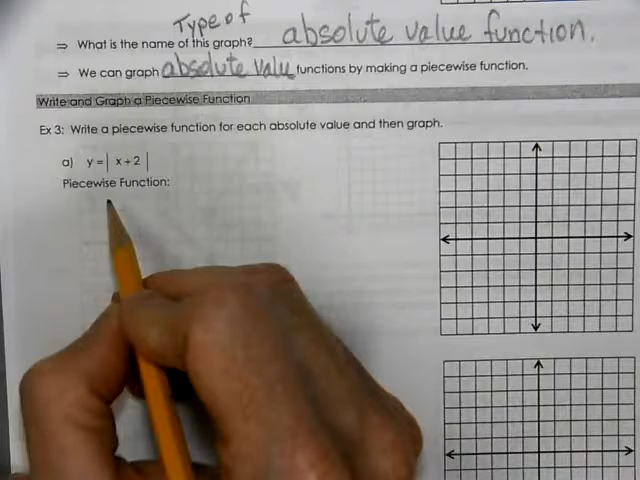 Type of
⇒ What is the name of this graph? absolute value function.
⇒ We can graph absolute valu functions by making a piecewise function.
Write and Graph a Piecewise Function
Ex 3: Write a piecewise function for each absolute value and then graph.
a) y = | x + 2 |
Piecewise Function: